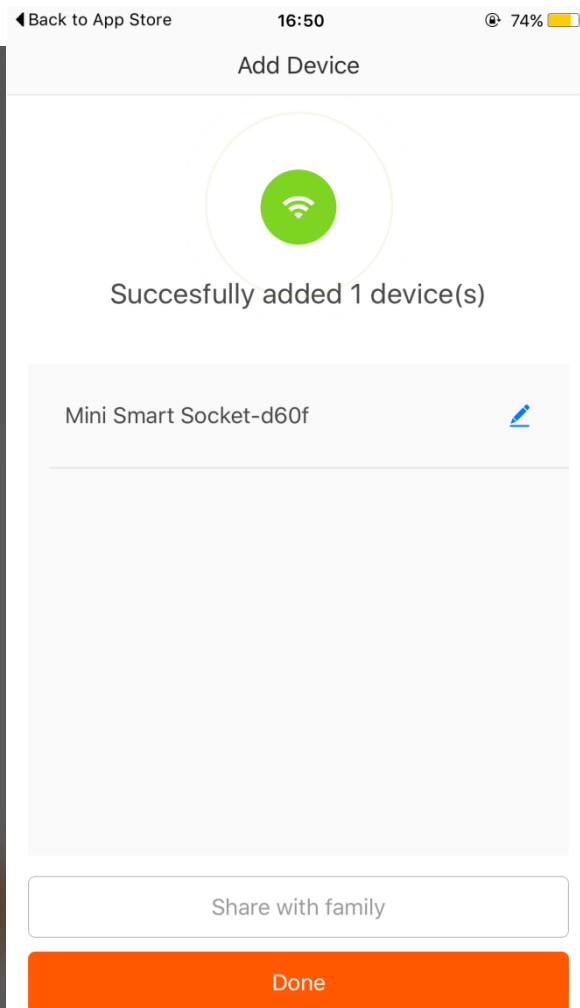 Back to App Store 16:50 74%
Add Device
Succesfully added 1 device(s)
Mini Smart Socket-d60f
Share with family
Done